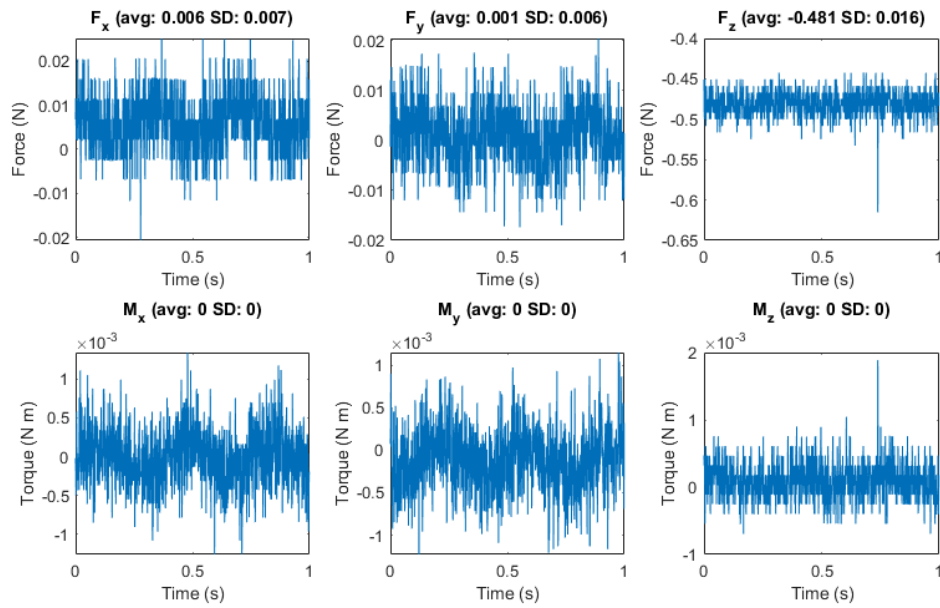 F_x (avg: 0.006 SD: 0.007)
Force (N)
0.02
0.01
0
-0.01
-0.02
0
0.5
1
Time (s)
F_y (avg: 0.001 SD: 0.006)
Force (N)
0.02
0.01
0
-0.01
-0.02
0
0.5
1
Time (s)
F_z (avg: -0.481 SD: 0.016)
Force (N)
-0.4
-0.45
-0.5
-0.55
-0.6
-0.65
0
0.5
1
Time (s)
M_x (avg: 0 SD: 0)
×10^-3
Torque (N m)
1
0.5
0
-0.5
-1
0
0.5
1
Time (s)
M_y (avg: 0 SD: 0)
×10^-3
Torque (N m)
1
0.5
0
-0.5
-1
0
0.5
1
Time (s)
M_z (avg: 0 SD: 0)
×10^-3
Torque (N m)
2
1
0
-1
0
0.5
1
Time (s)